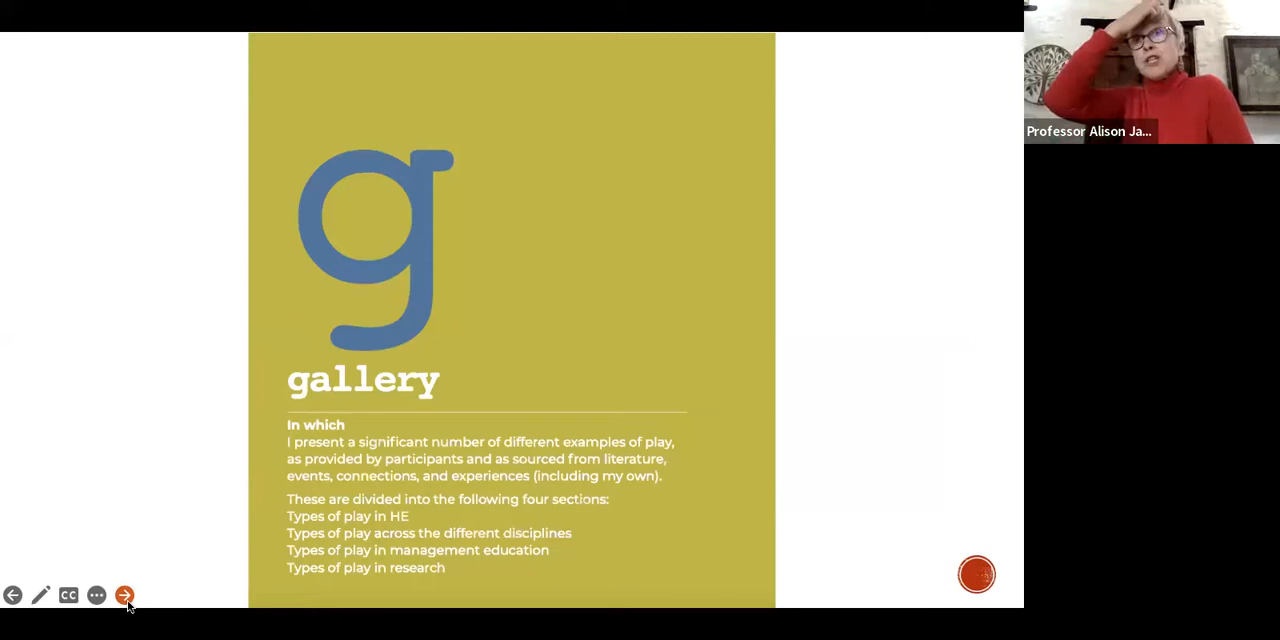 Professor Alison Ja...
g
gallery
In which
I present a significant number of different examples of play,
as provided by participants and as sourced from literature,
events, connections, and experiences (including my own).
These are divided into the following four sections:
Types of play in HE
Types of play across the different disciplines
Types of play in management education
Types of play in research
CC